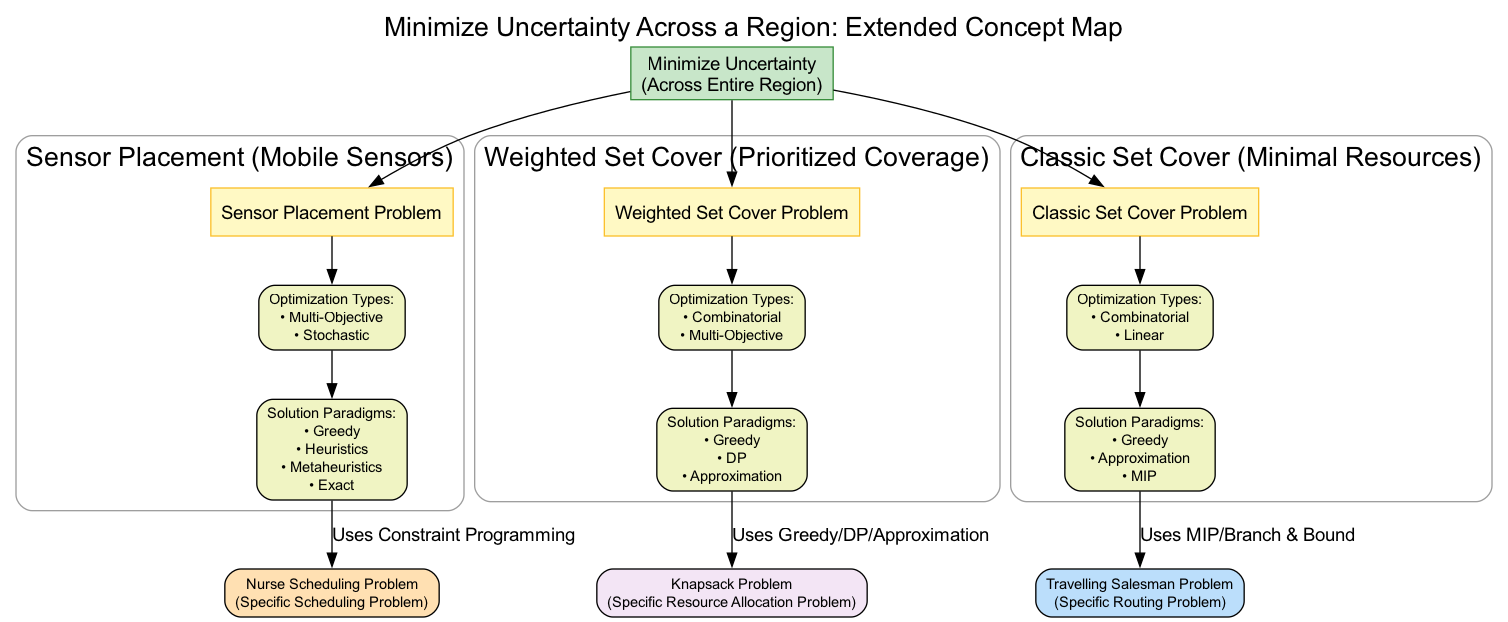 Minimize Uncertainty Across a Region: Extended Concept Map
Minimize Uncertainty
(Across Entire Region)
Sensor Placement (Mobile Sensors)
Sensor Placement Problem
Optimization Types:
• Multi-Objective
• Stochastic
Solution Paradigms:
• Greedy
• Heuristics
• Metaheuristics
• Exact
Uses Constraint Programming
Nurse Scheduling Problem
(Specific Scheduling Problem)
Weighted Set Cover (Prioritized Coverage)
Weighted Set Cover Problem
Optimization Types:
• Combinatorial
• Multi-Objective
Solution Paradigms:
• Greedy
• DP
• Approximation
Uses Greedy/DP/Approximation
Knapsack Problem
(Specific Resource Allocation Problem)
Classic Set Cover (Minimal Resources)
Classic Set Cover Problem
Optimization Types:
• Combinatorial
• Linear
Solution Paradigms:
• Greedy
• Approximation
• MIP
Uses MIP/Branch & Bound
Travelling Salesman Problem
(Specific Routing Problem)